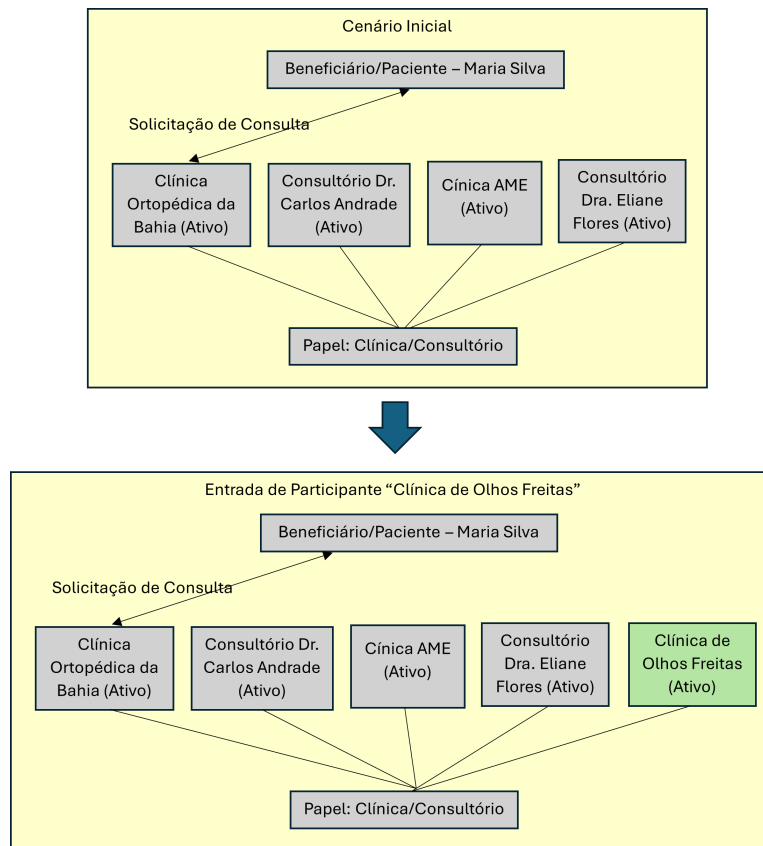 Cenário Inicial
Beneficiário/Paciente – Maria Silva
Solicitação de Consulta
Clínica
Ortopédica da
Bahia (Ativo)
Consultório Dr.
Carlos Andrade
(Ativo)
Cínica AME
(Ativo)
Consultório
Dra. Eliane
Flores (Ativo)
Papel: Clínica/Consultório
Entrada de Participante “Clínica de Olhos Freitas”
Beneficiário/Paciente – Maria Silva
Solicitação de Consulta
Clínica
Ortopédica da
Bahia (Ativo)
Consultório Dr.
Carlos Andrade
(Ativo)
Cínica AME
(Ativo)
Consultório
Dra. Eliane
Flores (Ativo)
Clínica de
Olhos Freitas
(Ativo)
Papel: Clínica/Consultório